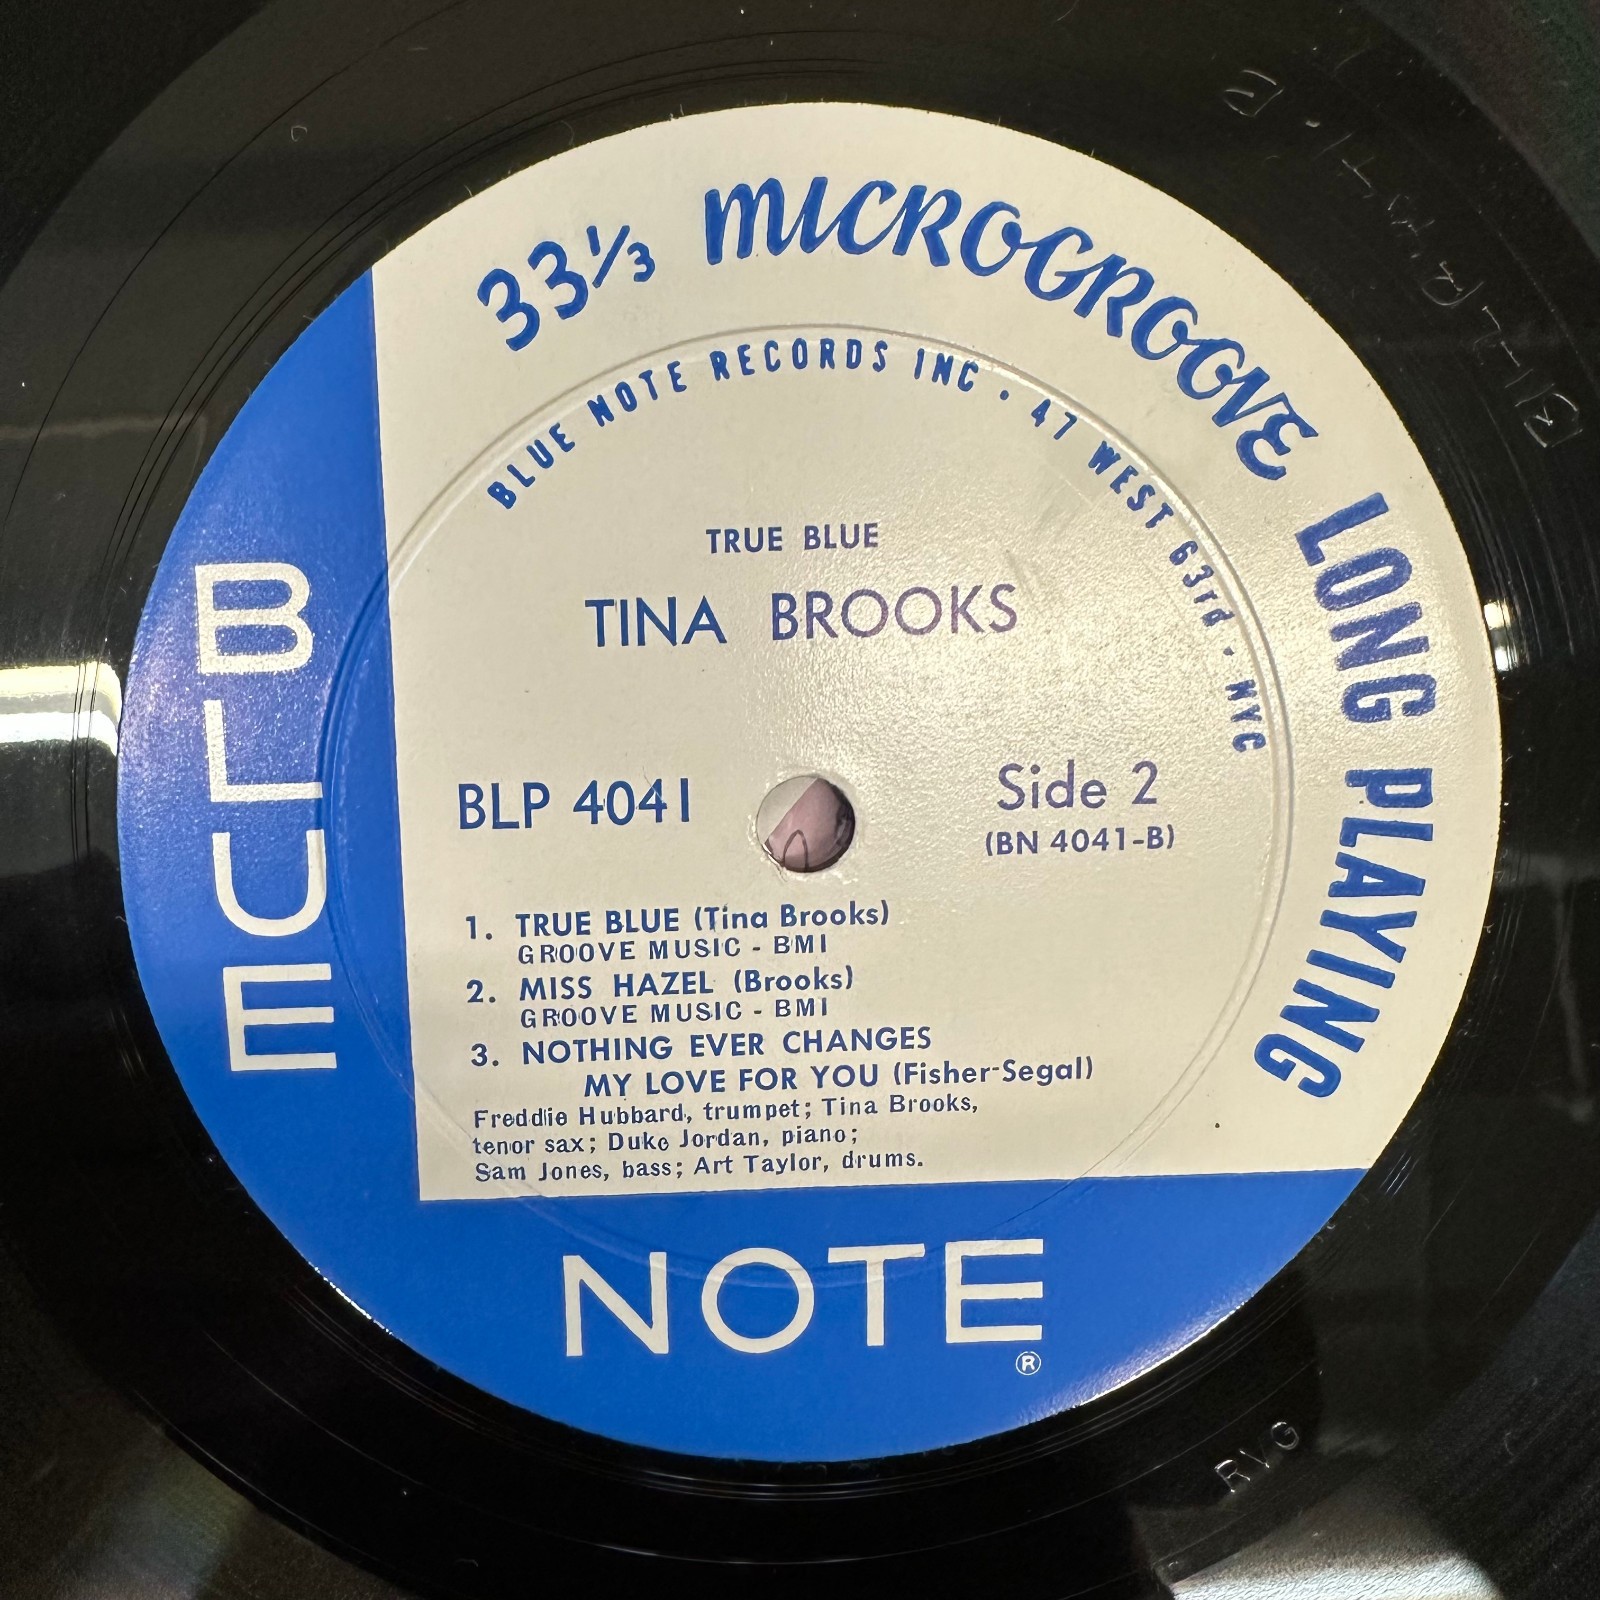 33⅓ MICROGROOVE LONG PLAYING
BLUE NOTE RECORDS INC · 47 WEST 63rd · NYC
TRUE BLUE
TINA BROOKS
BLP 4041
Side 2
(BN 4041-B)
1. TRUE BLUE (Tina Brooks)
GROOVE MUSIC - BMI
2. MISS HAZEL (Brooks)
GROOVE MUSIC - BMI
3. NOTHING EVER CHANGES
MY LOVE FOR YOU (Fisher-Segal)
Freddie Hubbard, trumpet; Tina Brooks,
tenor sax; Duke Jordan, piano;
Sam Jones, bass; Art Taylor, drums.
BLUE
NOTE®
RVG